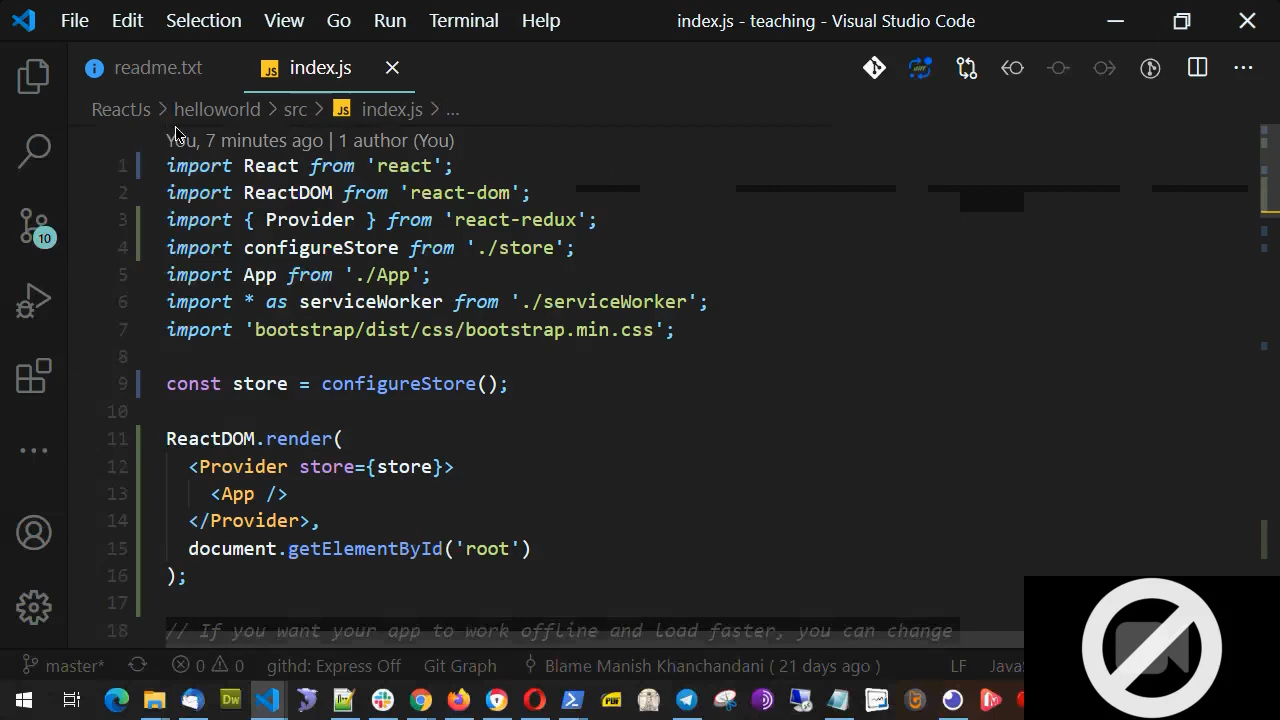 File Edit Selection View Go Run Terminal Help index.js - teaching - Visual Studio Code
readme.txt JS index.js
ReactJs > helloworld > src > JS index.js > ...
You, 7 minutes ago | 1 author (You)
1 import React from 'react';
2 import ReactDOM from 'react-dom';
3 import { Provider } from 'react-redux';
4 import configureStore from './store';
5 import App from './App';
6 import * as serviceWorker from './serviceWorker';
7 import 'bootstrap/dist/css/bootstrap.min.css';
8
9 const store = configureStore();
10
11 ReactDOM.render(
12 <Provider store={store}>
13 <App />
14 </Provider>,
15 document.getElementById('root')
16 );
17
18 // If you want your app to work offline and load faster, you can change
10
master* 0 0 githd: Express Off Git Graph Blame Manish Khanchandani ( 21 days ago ) LF Java
Dw